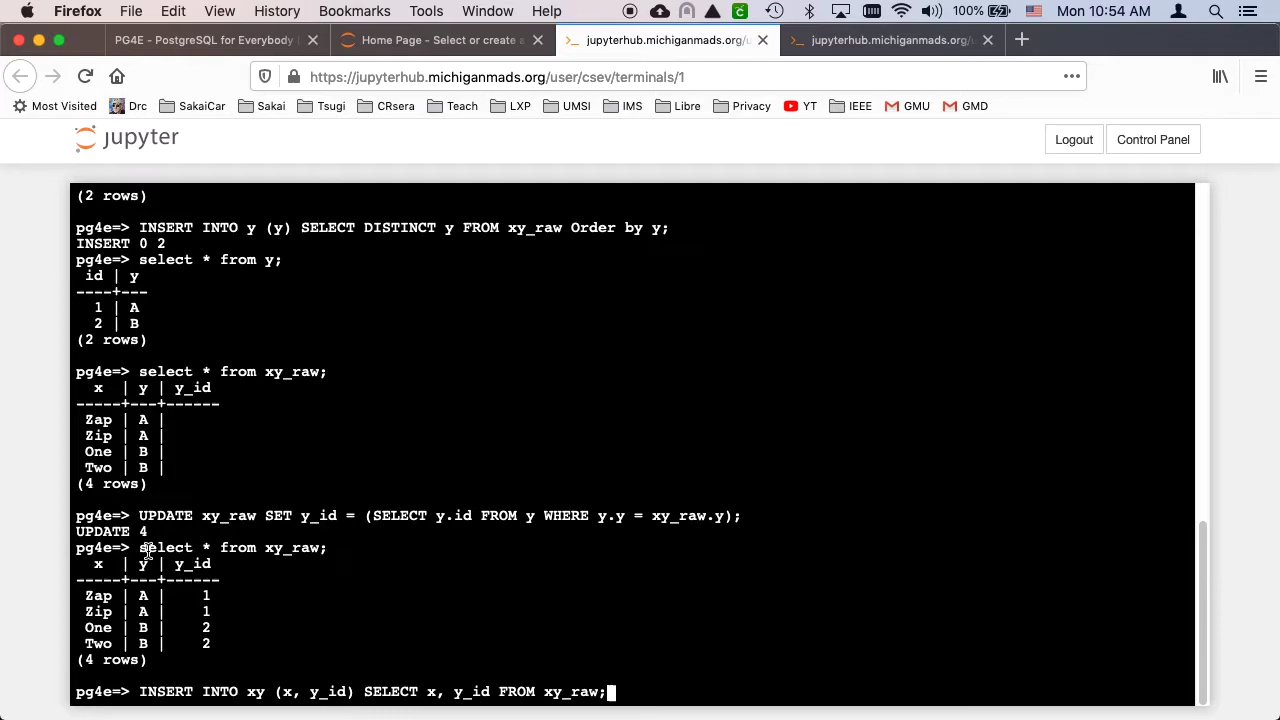 Firefox File Edit View History Bookmarks Tools Window Help 100% Mon 10:54 AM
PG4E - PostgreSQL for Everybody Home Page - Select or create a jupyterhub.michiganmads.org/u jupyterhub.michiganmads.org/u
https://jupyterhub.michiganmads.org/user/csev/terminals/1
Most Visited Drc SakaiCar Sakai Tsugi CRsera Teach LXP UMSI IMS Libre Privacy YT IEEE GMU GMD
jupyter Logout Control Panel
(2 rows)
pg4e=> INSERT INTO y (y) SELECT DISTINCT y FROM xy_raw Order by y;
INSERT 0 2
pg4e=> select * from y;
id | y
----+---
1 | A
2 | B
(2 rows)
pg4e=> select * from xy_raw;
x | y | y_id
-----+---+------
Zap | A |
Zip | A |
One | B |
Two | B |
(4 rows)
pg4e=> UPDATE xy_raw SET y_id = (SELECT y.id FROM y WHERE y.y = xy_raw.y);
UPDATE 4
pg4e=> select * from xy_raw;
x | y | y_id
-----+---+------
Zap | A | 1
Zip | A | 1
One | B | 2
Two | B | 2
(4 rows)
pg4e=> INSERT INTO xy (x, y_id) SELECT x, y_id FROM xy_raw;